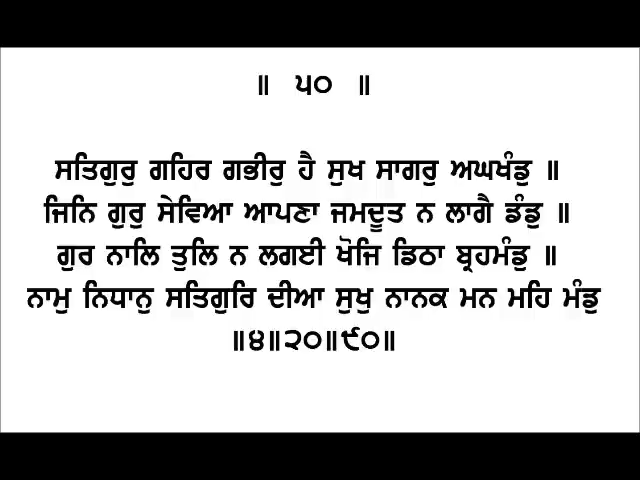 ॥ ੫੦ ॥
ਸਤਿਗੁਰੁ ਗਹਿਰ ਗਭੀਰੁ ਹੈ ਸੁਖ ਸਾਗਰੁ ਅਘਖੰਡੁ ॥
ਜਿਨਿ ਗੁਰੁ ਸੇਵਿਆ ਆਪਣਾ ਜਮਦੂਤ ਨ ਲਾਗੈ ਡੰਡੁ ॥
ਗੁਰ ਨਾਲਿ ਤੁਲਿ ਨ ਲਗਈ ਖੋਜਿ ਡਿਠਾ ਬ੍ਰਹਮੰਡੁ ॥
ਨਾਮੁ ਨਿਧਾਨੁ ਸਤਿਗੁਰਿ ਦੀਆ ਸੁਖੁ ਨਾਨਕ ਮਨ ਮਹਿ ਮੰਡੁ
॥੪॥੨੦॥੯੦॥